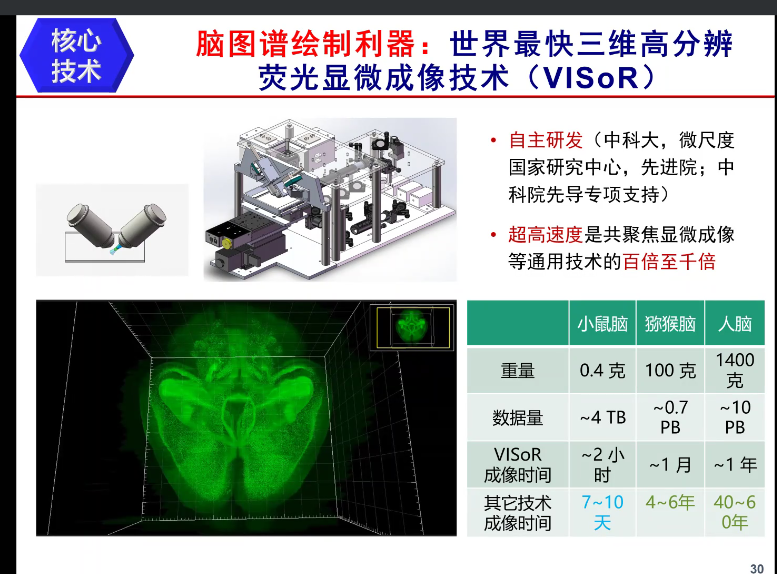 核心
技术
脑图谱绘制利器：世界最快三维高分辨
荧光显微成像技术（VISoR）
• 自主研发（中科大，微尺度
国家研究中心，先进院；中
科院先导专项支持）
• 超高速度是共聚焦显微成像
等通用技术的百倍至千倍
小鼠脑 猕猴脑 人脑
重量 0.4 克 100 克 1400
克
数据量 ~4 TB ~0.7
PB ~10
PB
VISoR
成像时间 ~2 小
时 ~1 月 ~1 年
其它技术
成像时间 7~10
天 4~6年 40~6
0年
30